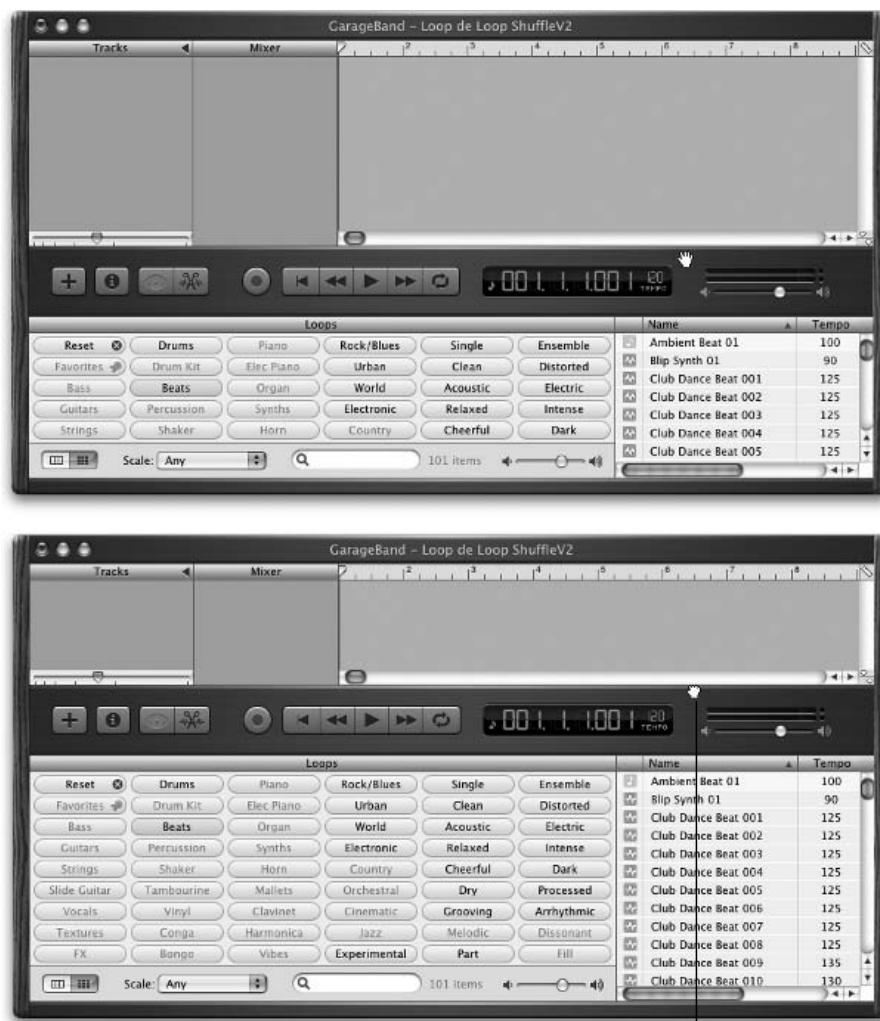 GarageBand – Loop de Loop ShuffleV2
Tracks Mixer 2 3 4 5 6 7 8
001. 1. 1.001 120
TEMPO
Loops Name Tempo
Reset Drums Piano Rock/Blues Single Ensemble Ambient Beat 01 100
Favorites Drum Kit Elec Piano Urban Clean Distorted Blip Synth 01 90
Bass Beats Organ World Acoustic Electric Club Dance Beat 001 125
Guitars Percussion Synths Electronic Relaxed Intense Club Dance Beat 002 125
Strings Shaker Horn Country Cheerful Dark Club Dance Beat 003 125
Club Dance Beat 004 125
Scale: Any 101 items Club Dance Beat 005 125
GarageBand – Loop de Loop ShuffleV2
Tracks Mixer 2 3 4 5 6 7 8
001. 1. 1.001 120
TEMPO
Loops Name Tempo
Reset Drums Piano Rock/Blues Single Ensemble Ambient Beat 01 100
Favorites Drum Kit Elec Piano Urban Clean Distorted Blip Synth 01 90
Bass Beats Organ World Acoustic Electric Club Dance Beat 001 125
Guitars Percussion Synths Electronic Relaxed Intense Club Dance Beat 002 125
Strings Shaker Horn Country Cheerful Dark Club Dance Beat 003 125
Slide Guitar Tambourine Mallets Orchestral Dry Processed Club Dance Beat 004 125
Vocals Vinyl Clavinet Cinematic Grooving Arrhythmic Club Dance Beat 005 125
Textures Conga Harmonica Jazz Melodic Dissonant Club Dance Beat 006 125
FX Bongo Vibes Experimental Part Fill Club Dance Beat 007 125
Club Dance Beat 008 125
Club Dance Beat 009 135
Scale: Any 101 items Club Dance Beat 010 130